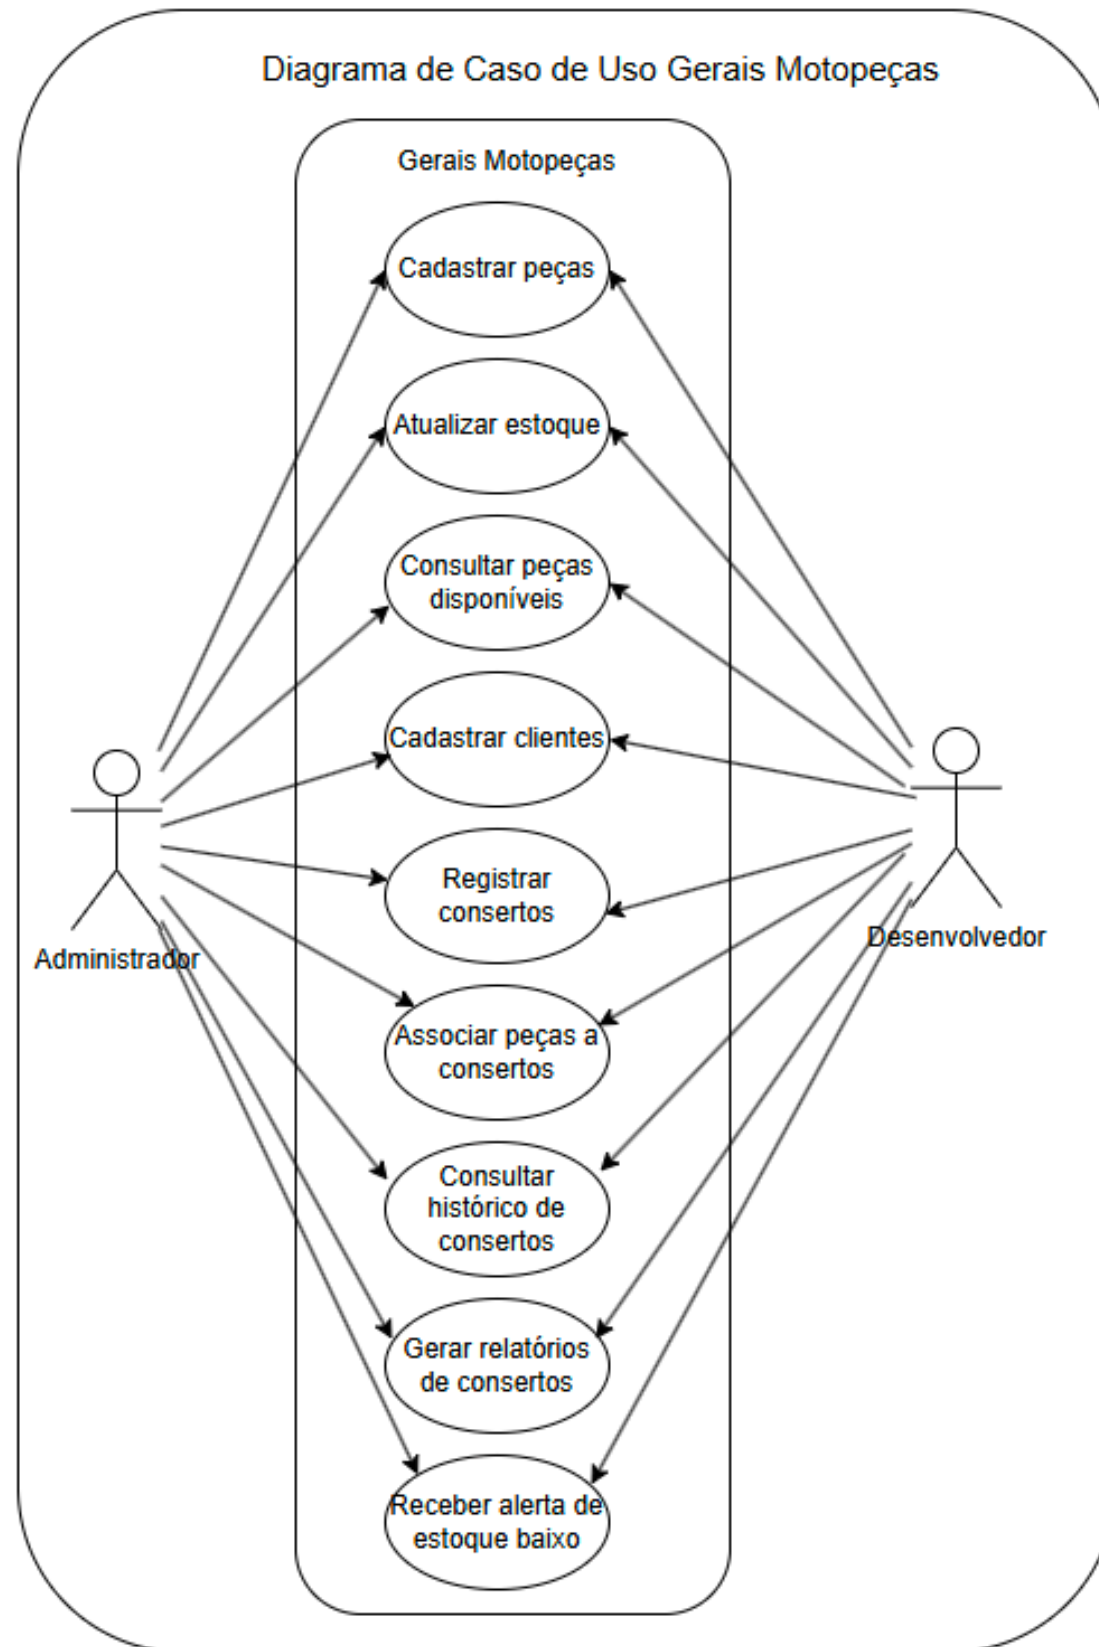 Diagrama de Caso de Uso Gerais Motopeças
Gerais Motopeças
Cadastrar peças
Atualizar estoque
Consultar peças
disponíveis
Cadastrar clientes
Registrar
consertos
Administrador
Desenvolvedor
Associar peças a
consertos
Consultar
histórico de
consertos
Gerar relatórios
de consertos
Receber alerta de
estoque baixo